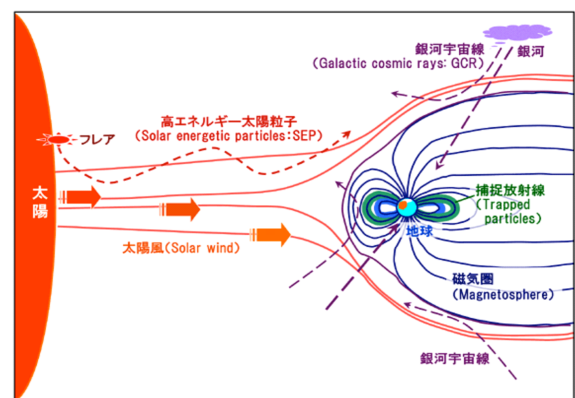 銀河宇宙線
(Galactic cosmic rays: GCR)
銀河
高エネルギー太陽粒子
(Solar energetic particles:SEP)
フレア
太陽
捕捉放射線
(Trapped
particles)
地球
太陽風(Solar wind)
磁気圏
(Magnetosphere)
銀河宇宙線